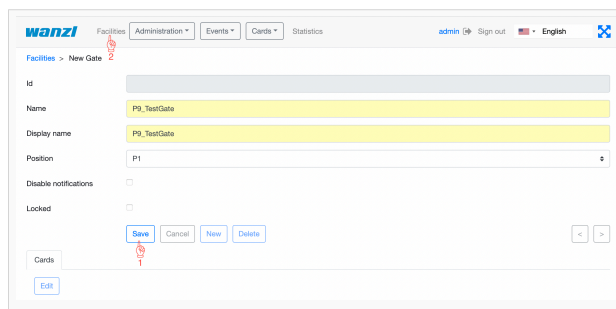 wanzl Facilities Administration Events Cards Statistics admin Sign out English
2
Facilities > New Gate
Id
Name P9_TestGate
Display name P9_TestGate
Position P1
Disable notifications
Locked
Save Cancel New Delete < >
1
Cards
Edit